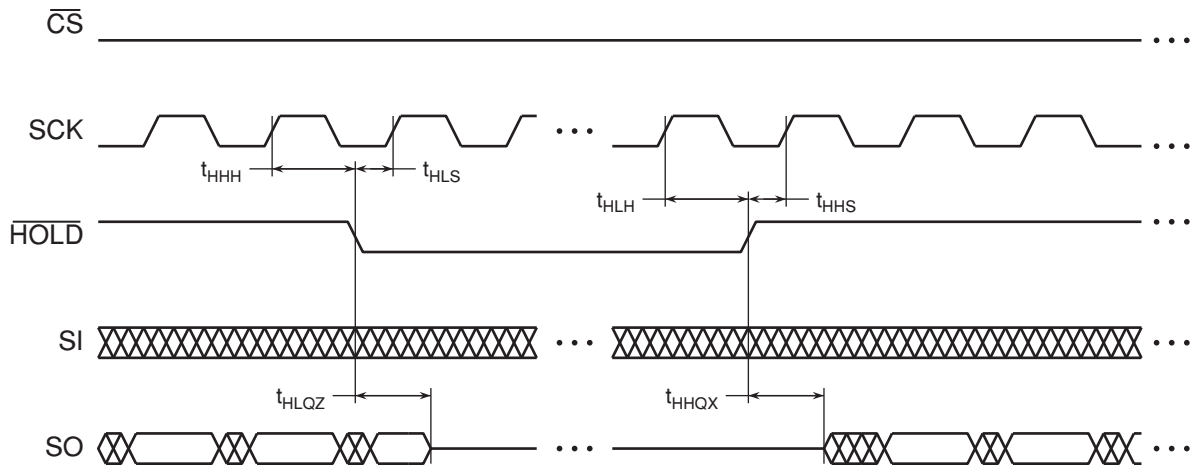 CS
SCK
tHHH
tHLS
tHLH
tHHS
HOLD
SI
tHLQZ
tHHQX
SO